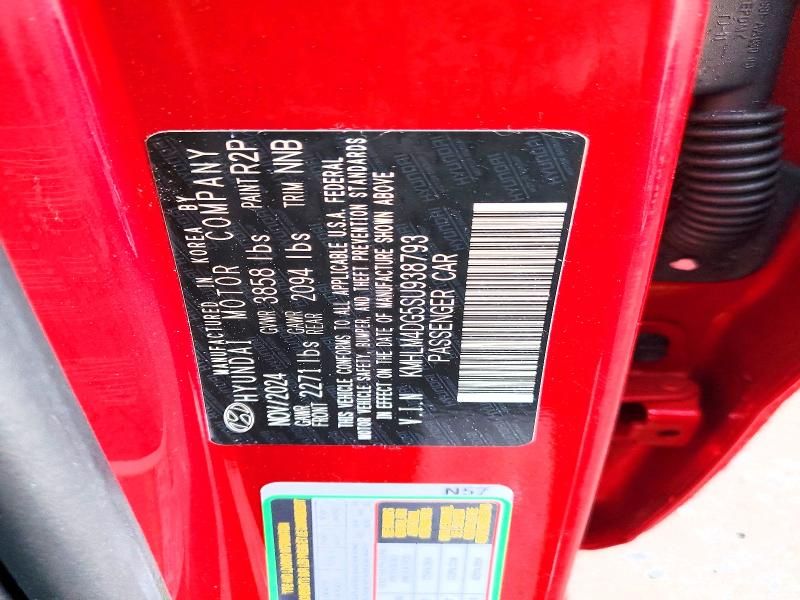 MANUFACTURED IN KOREA BY
HYUNDAI MOTOR COMPANY
NOV/2024 GVWR 3858 lbs PAINT R2P
GAWR FRONT 2271 lbs GAWR REAR 2094 lbs TRIM NNB
THIS VEHICLE CONFORMS TO ALL APPLICABLE U.S.A. FEDERAL
MOTOR VEHICLE SAFETY, BUMPER, AND THEFT PREVENTION STANDARDS
IN EFFECT ON THE DATE OF MANUFACTURE SHOWN ABOVE
V.I.N KMHLM4DG5SU938793
PASSENGER CAR
N57